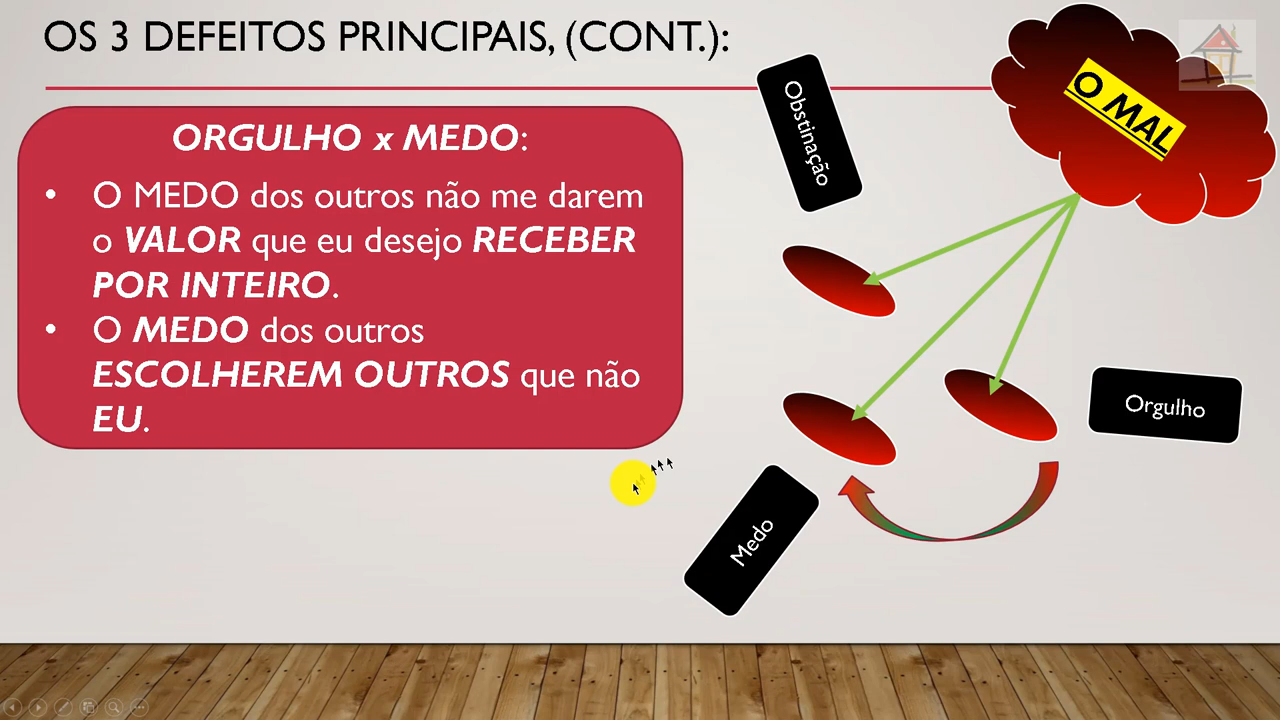 OS 3 DEFEITOS PRINCIPAIS, (CONT.):
O MAL
Obstinação
ORGULHO x MEDO:
• O MEDO dos outros não me darem
o VALOR que eu desejo RECEBER
POR INTEIRO.
• O MEDO dos outros
ESCOLHEREM OUTROS que não
EU.
Orgulho
Medo